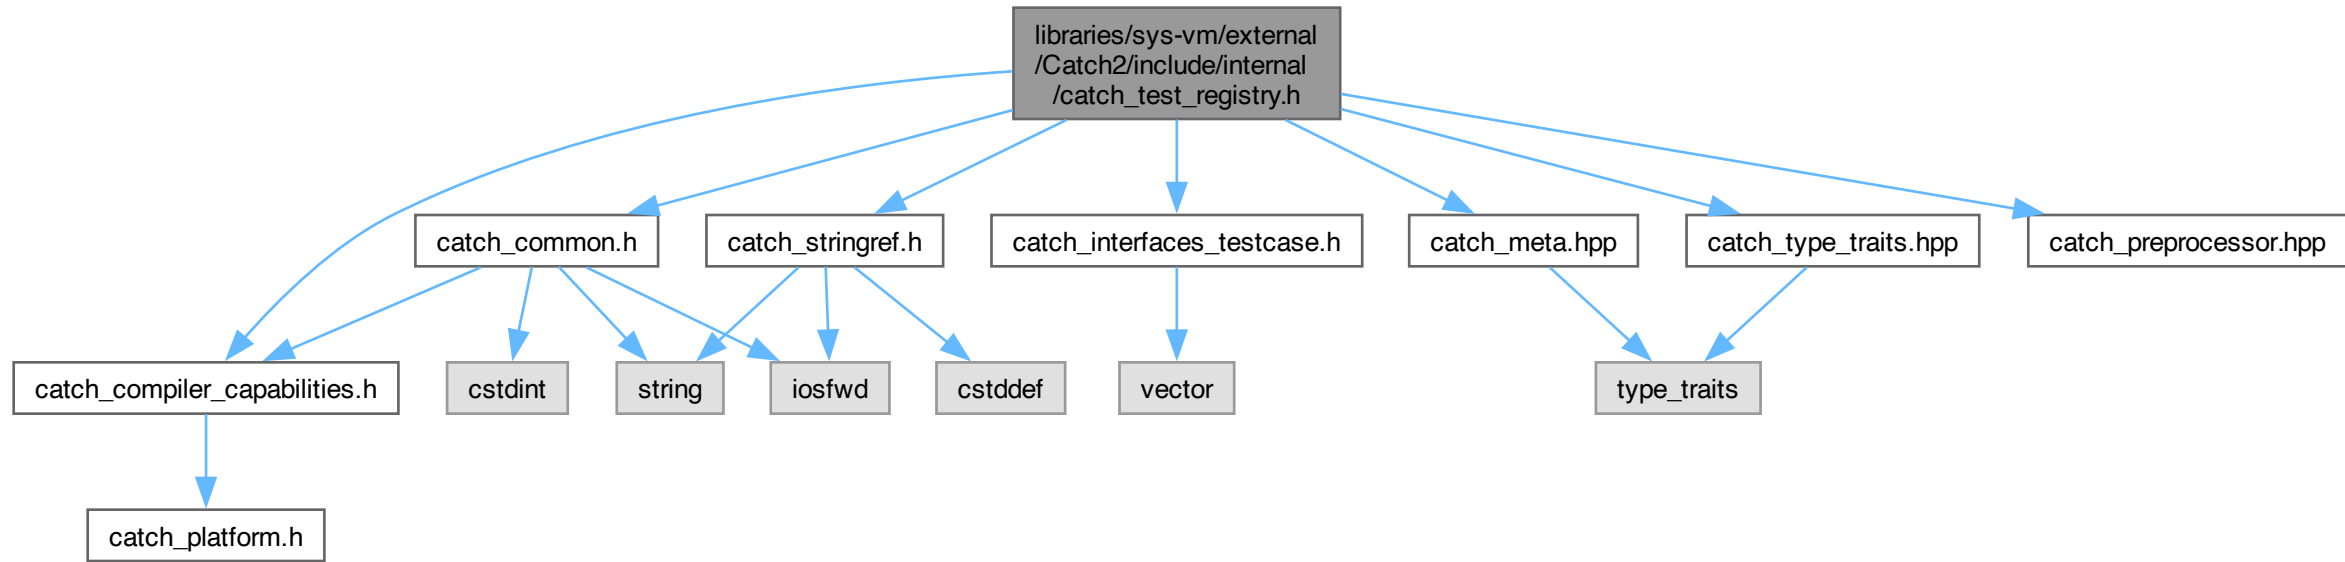 libraries/sys-vm/external
/Catch2/include/internal
/catch_test_registry.h
catch_common.h
catch_stringref.h
catch_interfaces_testcase.h
catch_meta.hpp
catch_type_traits.hpp
catch_preprocessor.hpp
catch_compiler_capabilities.h
cstdint
string
iosfwd
cstddef
vector
type_traits
catch_platform.h